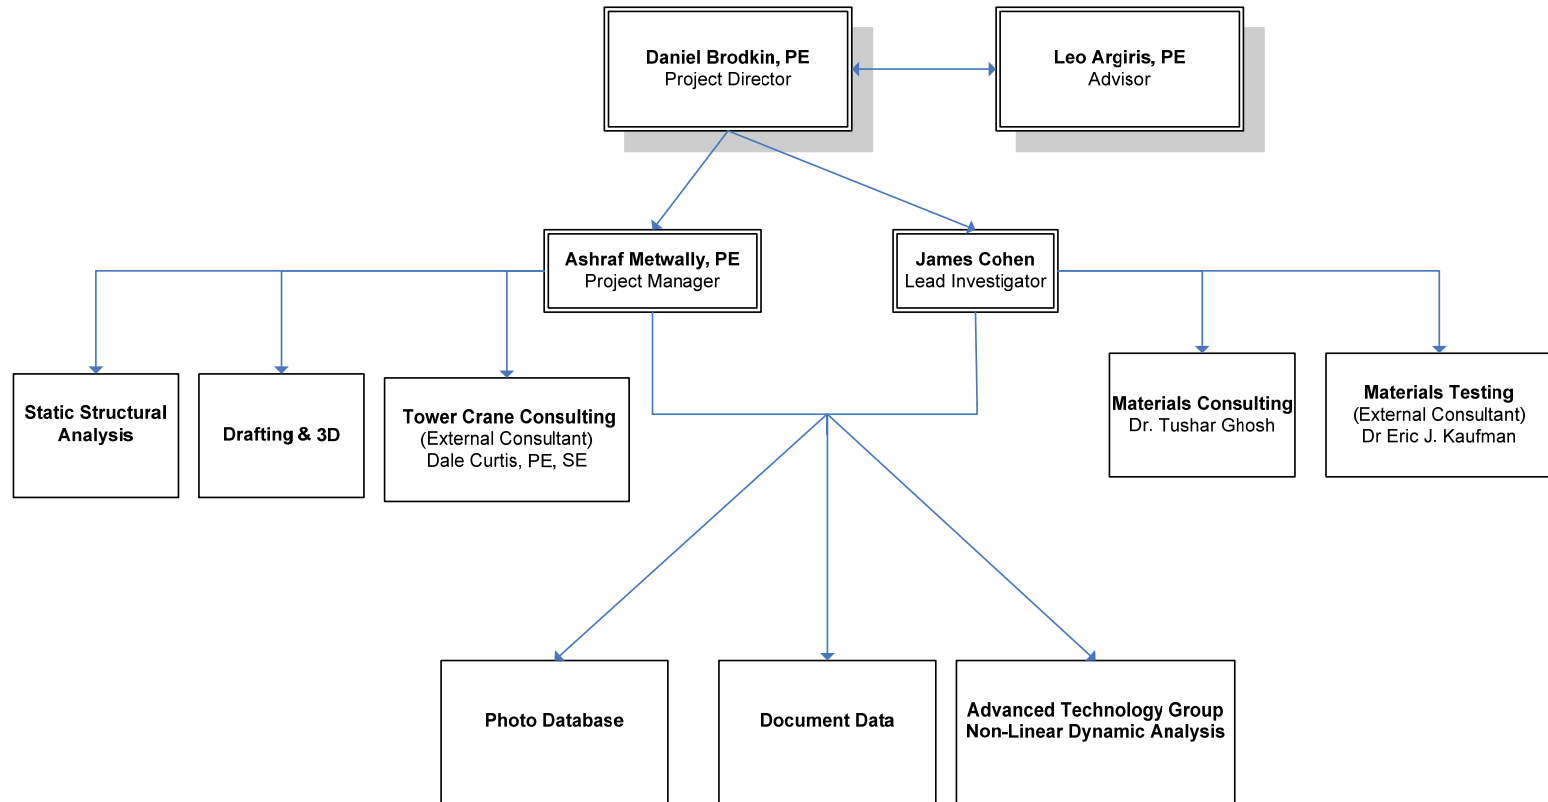 Daniel Brodkin, PE
Project Director
Leo Argiris, PE
Advisor
Ashraf Metwally, PE
Project Manager
James Cohen
Lead Investigator
Static Structural
Analysis
Drafting & 3D
Tower Crane Consulting
(External Consultant)
Dale Curtis, PE, SE
Materials Consulting
Dr. Tushar Ghosh
Materials Testing
(External Consultant)
Dr Eric J. Kaufman
Photo Database
Document Data
Advanced Technology Group
Non-Linear Dynamic Analysis